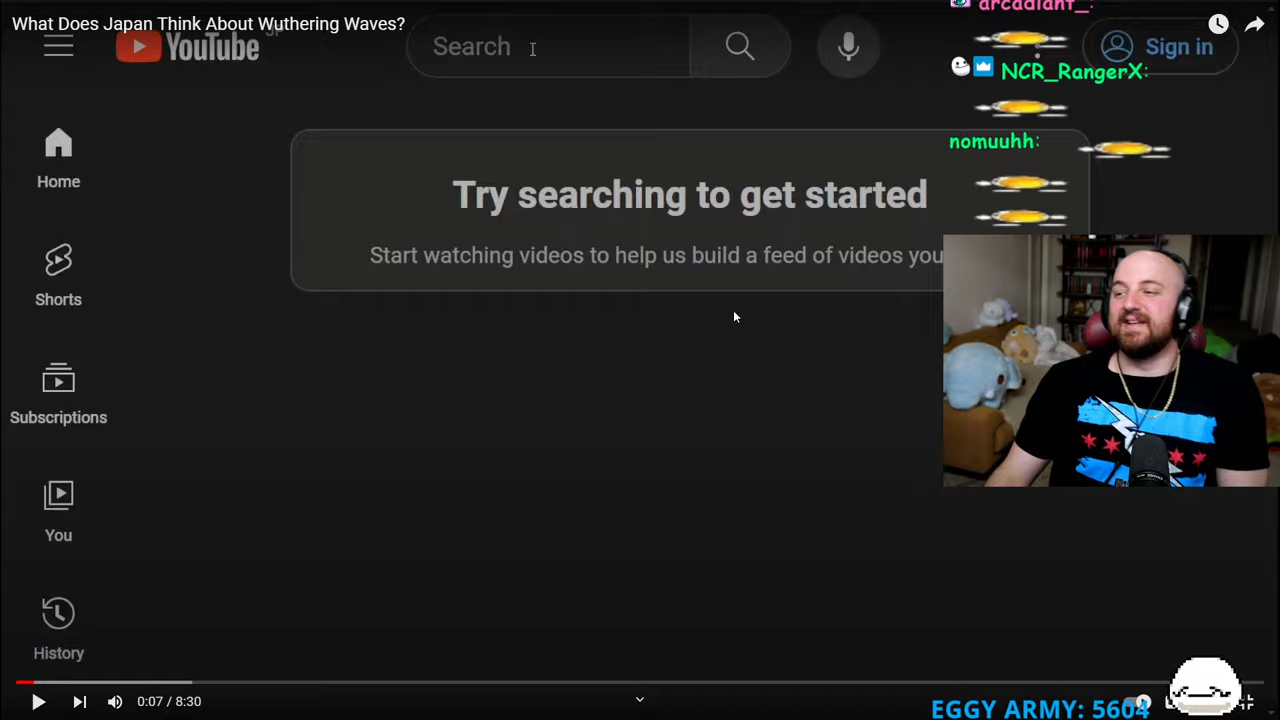 What Does Japan Think About Wuthering Waves?
YouTube JP
Search
Sign in
arcadiant_:
NCR_RangerX:
nomuuhh:
Home
Shorts
Subscriptions
You
History
Try searching to get started
Start watching videos to help us build a feed of videos you
0:07 / 8:30
EGGY ARMY: 5604